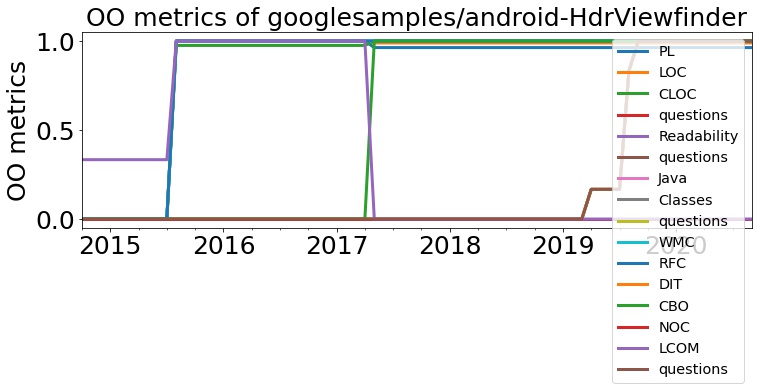 OO metrics of googlesamples/android-HdrViewfinder
OO metrics
1.0
0.5
0.0
2015
2016
2017
2018
2019
2020
PL
LOC
CLOC
questions
Readability
questions
Java
Classes
questions
WMC
RFC
DIT
CBO
NOC
LCOM
questions